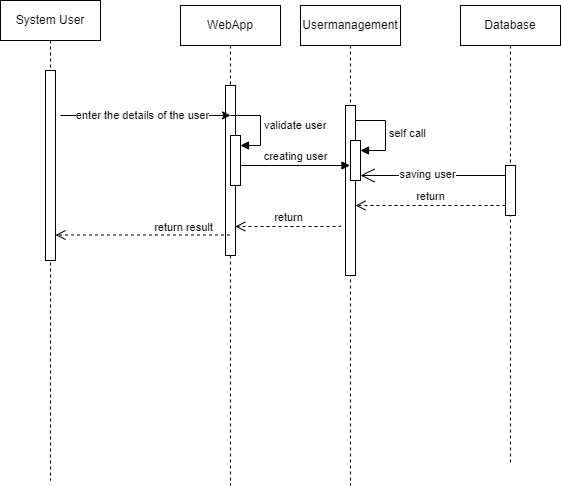 System User
WebApp
Usermanagement
Database
enter the details of the user
validate user
self call
creating user
saving user
return
return
return result